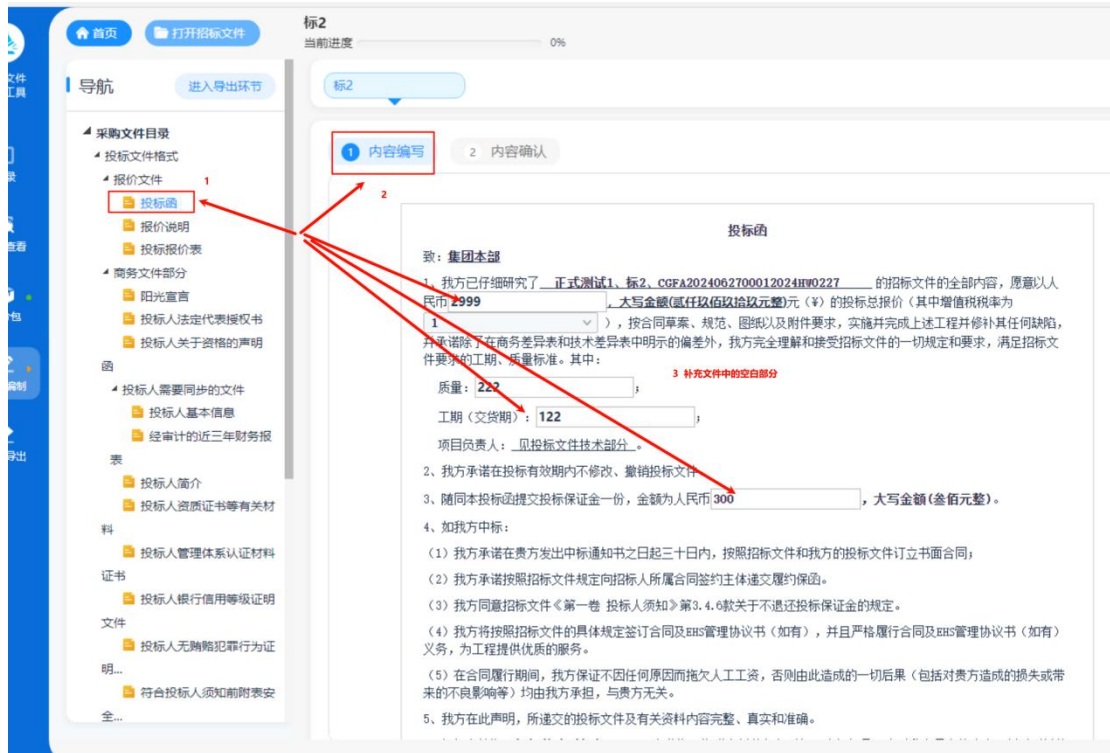 首页
打开招标文件
标2
当前进度
0%
文件
工具
导航
进入导出环节
标2
采购文件目录
投标文件格式
报价文件
1
投标函
报价说明
投标报价表
商务文件部分
阳光宣言
投标人法定代表授权书
投标人关于资格的声明
函
投标人需要同步的文件
投标人基本信息
经审计的近三年财务报
表
投标人简介
投标人资质证书等有关材
料
投标人管理体系认证材料
证书
投标人银行信用等级证明
文件
投标人无贿赂犯罪行为证
明...
符合投标人须知前附表安
全...
录
查看
包
编制
导出
1 内容编写
2 内容确认
2
投标函
致：集团本部
1、我方已仔细研究了 正式测试1、标2、CGFA2024062700012024HW0227 的招标文件的全部内容，愿意以人
民币 2999 ，大写金额(贰仟玖佰玖拾玖元整)元（¥）的投标总报价（其中增值税税率为
1 ），按合同草案、规范、图纸以及附件要求，实施并完成上述工程并修补其任何缺陷，
并承诺除了在商务差异表和技术差异表中明示的偏差外，我方完全理解和接受招标文件的一切规定和要求，满足招标文
件要求的工期、质量标准。其中：
3 补充文件中的空白部分
质量：222 ；
工期（交货期）：122 ；
项目负责人： 见投标文件技术部分 。
2、我方承诺在投标有效期内不修改、撤销投标文件
3、随同本投标函提交投标保证金一份，金额为人民币 300 ，大写金额(叁佰元整)。
4、如我方中标：
（1）我方承诺在贵方发出中标通知书之日起三十日内，按照招标文件和我方的投标文件订立书面合同；
（2）我方承诺按照招标文件规定向招标人所属合同签约主体递交履约保函。
（3）我方同意招标文件《第一卷 投标人须知》第3.4.6款关于不退还投标保证金的规定。
（4）我方将按照招标文件的具体规定签订合同及EHS管理协议书（如有），并且严格履行合同及EHS管理协议书（如有）
义务，为工程提供优质的服务。
（5）在合同履行期间，我方保证不因任何原因而拖欠人工工资，否则由此造成的一切后果（包括对贵方造成的损失或带
来的不良影响等）均由我方承担，与贵方无关。
5、我方在此声明，所递交的投标文件及有关资料内容完整、真实和准确。